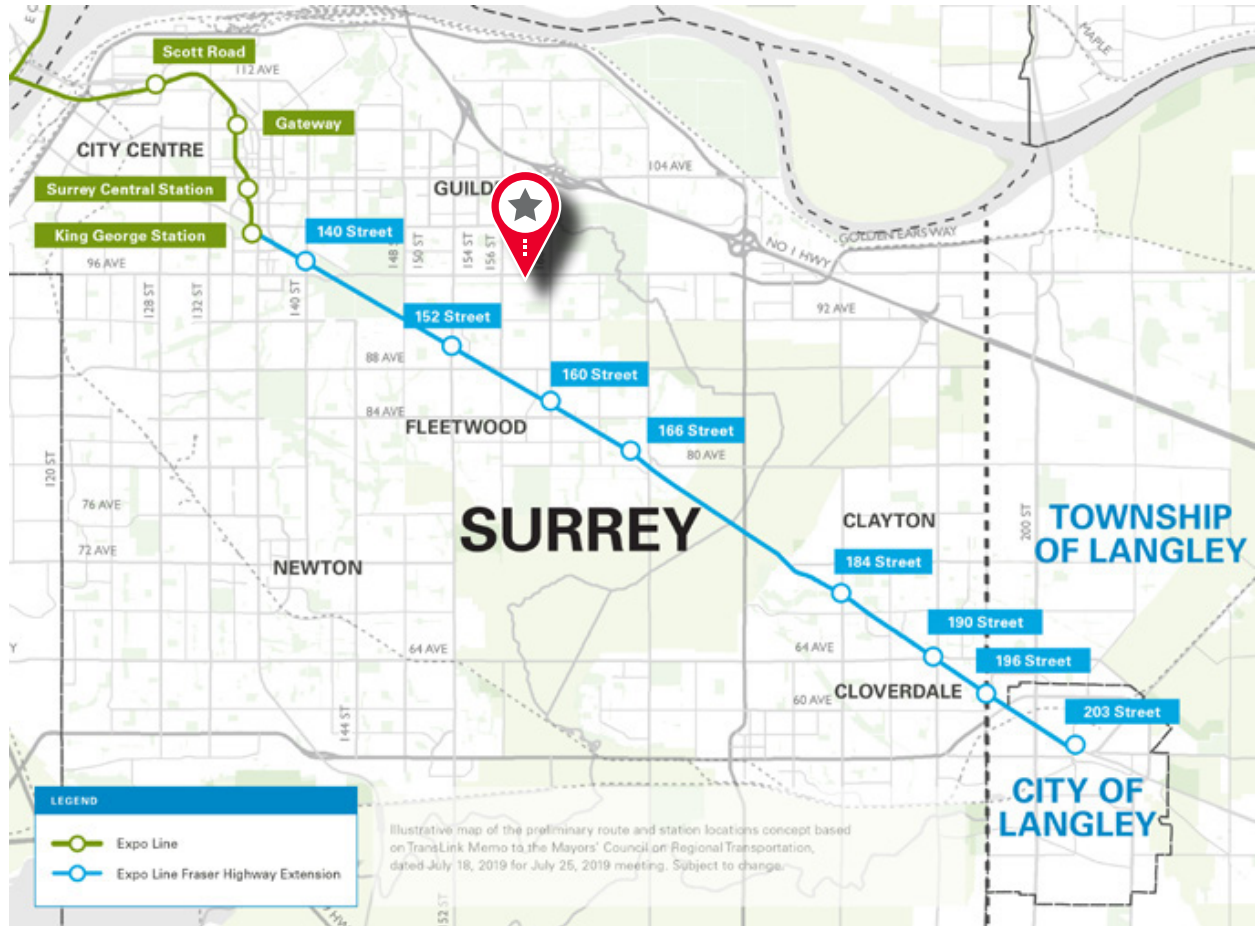 Scott Road
112 AVE
MAPLE
Gateway
CITY CENTRE
104 AVE
Surrey Central Station
GUILD
King George Station
140 Street
148 S
150 ST
154 ST
156 ST
NO 1 HWY
GOLDEN EARS WAY
96 AVE
128 ST
132 ST
140 ST
92 AVE
152 Street
88 AVE
160 Street
84 AVE
FLEETWOOD
166 Street
80 AVE
120 ST
76 AVE
SURREY
CLAYTON
200 ST
TOWNSHIP
OF LANGLEY
72 AVE
NEWTON
184 Street
190 Street
64 AVE
64 AVE
196 Street
CLOVERDALE
60 AVE
144 ST
203 Street
CITY OF
LANGLEY
LEGEND
Expo Line
Expo Line Fraser Highway Extension
Illustrative map of the preliminary route and station locations concept based
on TransLink Memo to the Mayors' Council on Regional Transportation,
dated July 18, 2019 for July 25, 2019 meeting. Subject to change.
52 ST